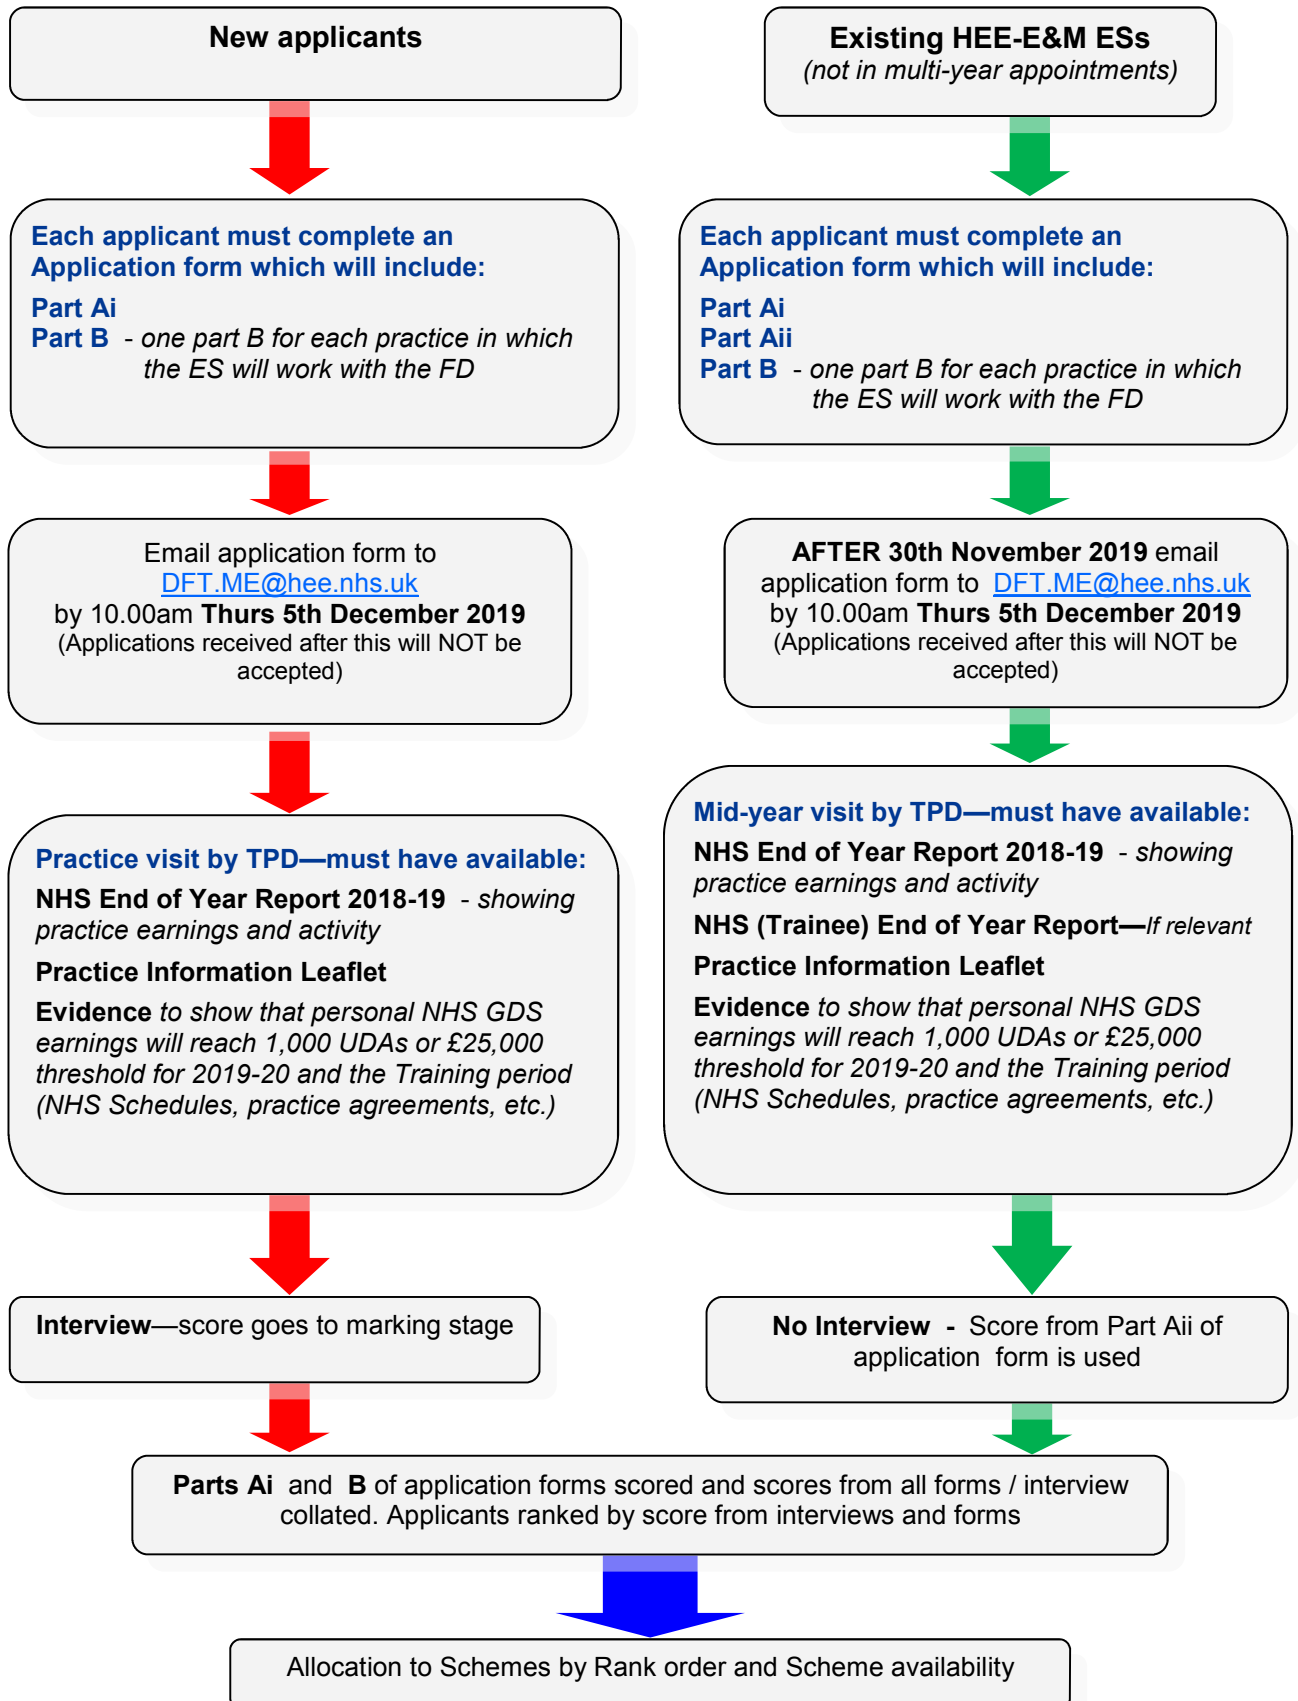 New applicants
Existing HEE-E&M ESs
(not in multi-year appointments)
Each applicant must complete an
Application form which will include:
Part Ai
Part B - one part B for each practice in which
the ES will work with the FD
Each applicant must complete an
Application form which will include:
Part Ai
Part Aii
Part B - one part B for each practice in which
the ES will work with the FD
Email application form to
DFT.ME@hee.nhs.uk
by 10.00am Thurs 5th December 2019
(Applications received after this will NOT be
accepted)
AFTER 30th November 2019 email
application form to DFT.ME@hee.nhs.uk
by 10.00am Thurs 5th December 2019
(Applications received after this will NOT be
accepted)
Practice visit by TPD—must have available:
NHS End of Year Report 2018-19 - showing
practice earnings and activity
Practice Information Leaflet
Evidence to show that personal NHS GDS
earnings will reach 1,000 UDAs or £25,000
threshold for 2019-20 and the Training period
(NHS Schedules, practice agreements, etc.)
Mid-year visit by TPD—must have available:
NHS End of Year Report 2018-19 - showing
practice earnings and activity
NHS (Trainee) End of Year Report—If relevant
Practice Information Leaflet
Evidence to show that personal NHS GDS
earnings will reach 1,000 UDAs or £25,000
threshold for 2019-20 and the Training period
(NHS Schedules, practice agreements, etc.)
Interview—score goes to marking stage
No Interview - Score from Part Aii of
application form is used
Parts Ai and B of application forms scored and scores from all forms / interview
collated. Applicants ranked by score from interviews and forms
Allocation to Schemes by Rank order and Scheme availability